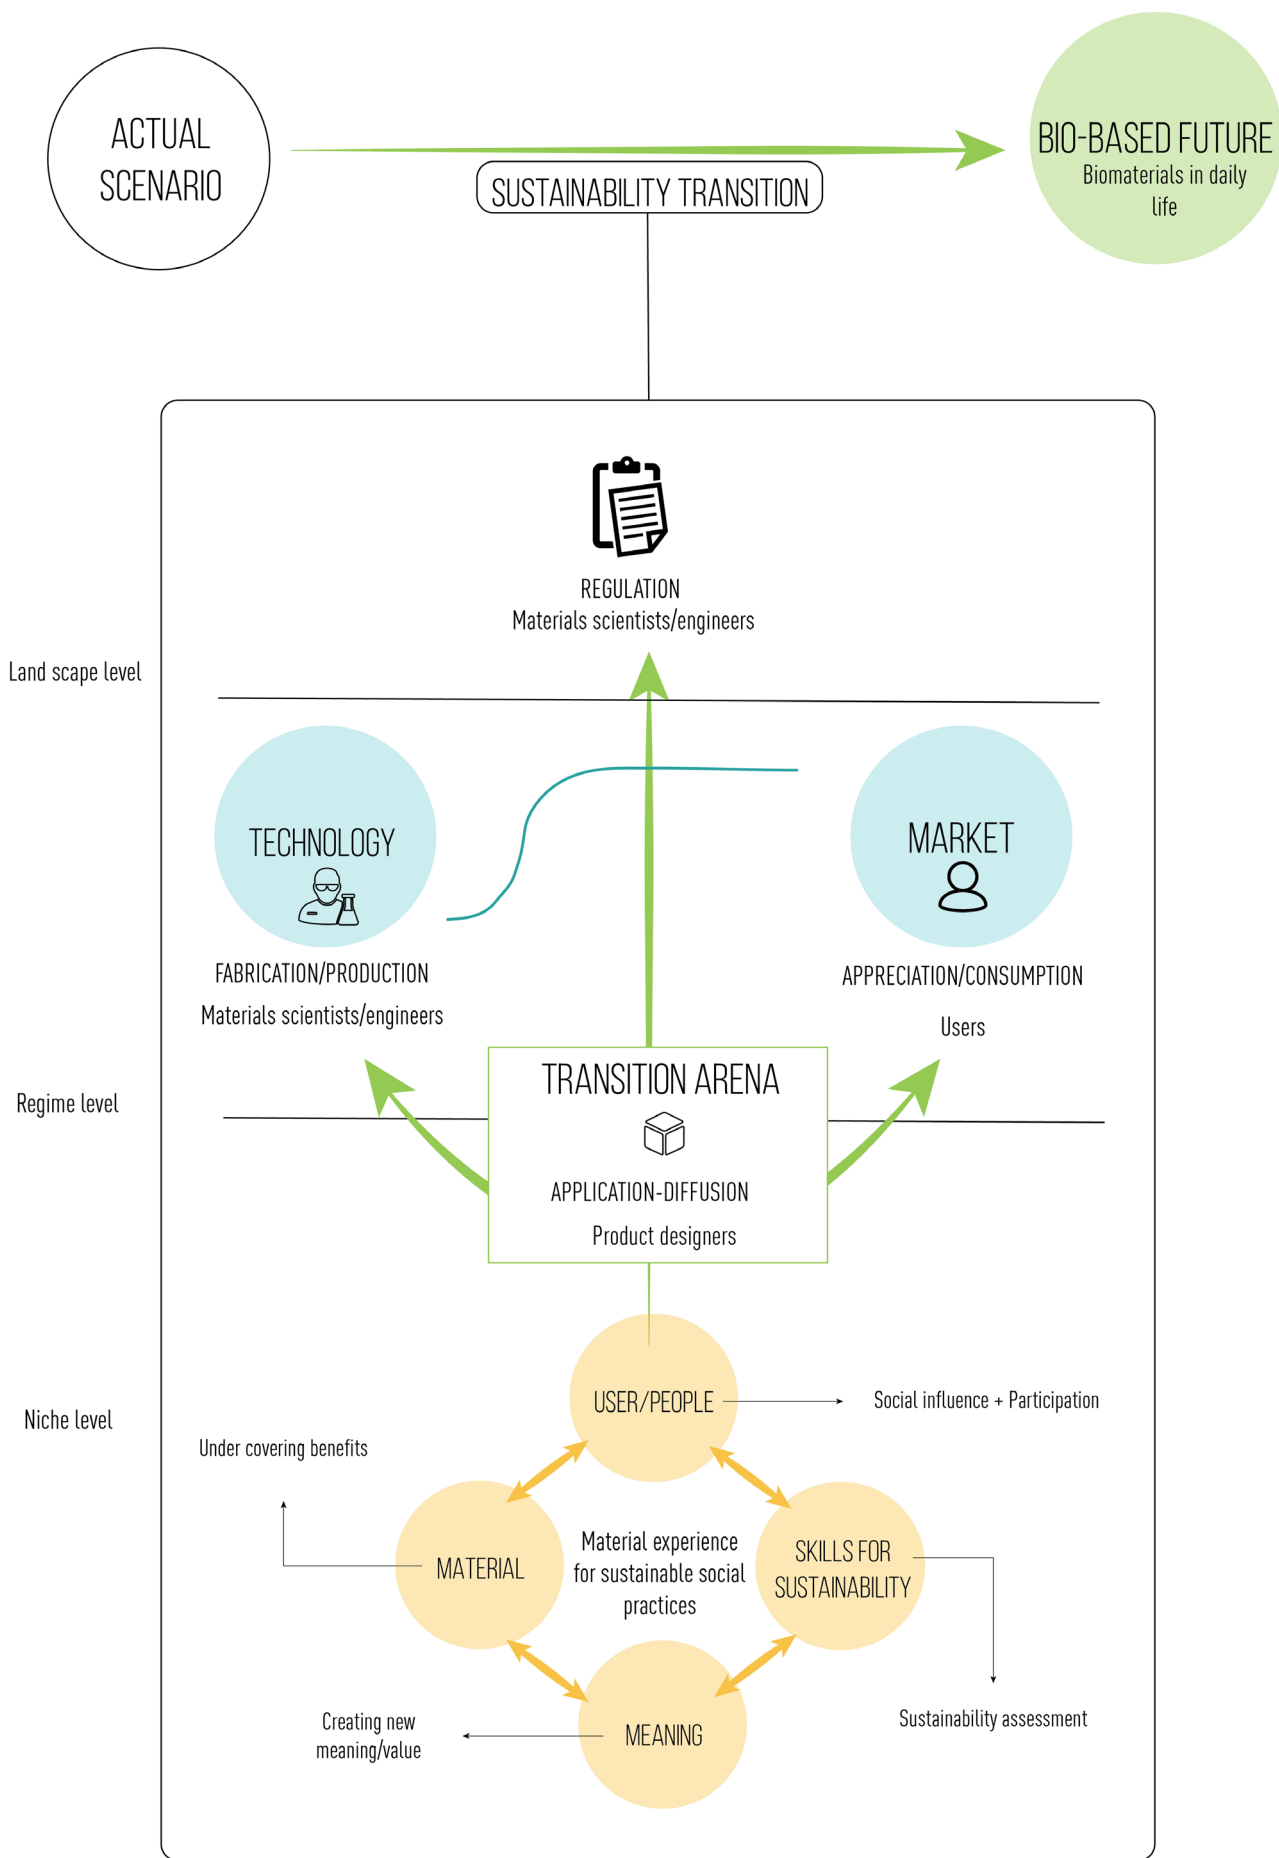 ACTUAL
SCENARIO
SUSTAINABILITY TRANSITION
BIO-BASED FUTURE
Biomaterials in daily
life
REGULATION
Materials scientists/engineers
Land scape level
TECHNOLOGY
MARKET
FABRICATION/PRODUCTION
Materials scientists/engineers
APPRECIATION/CONSUMPTION
Users
Regime level
TRANSITION ARENA
APPLICATION-DIFFUSION
Product designers
Niche level
USER/PEOPLE
Social influence + Participation
Under covering benefits
MATERIAL
Material experience
for sustainable social
practices
SKILLS FOR
SUSTAINABILITY
Creating new
meaning/value
MEANING
Sustainability assessment